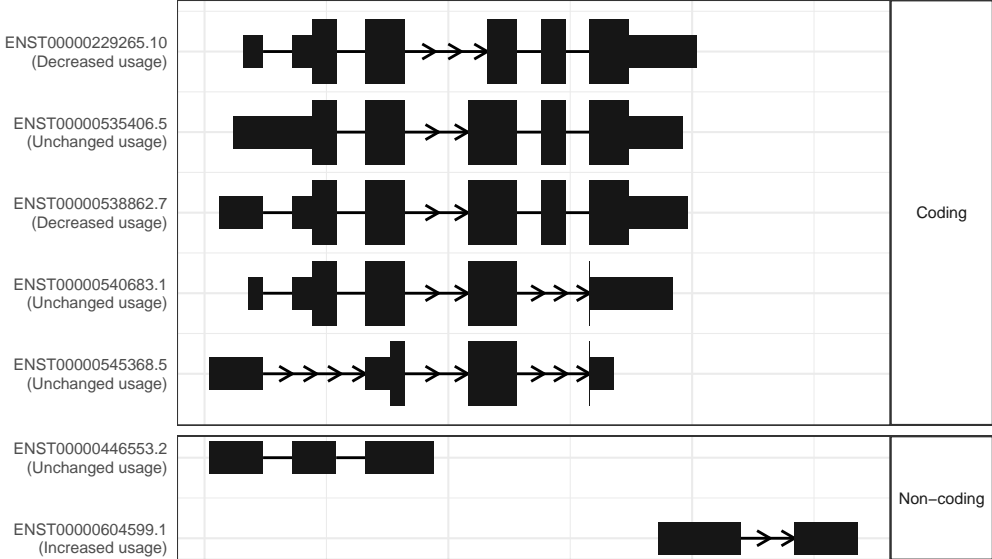 ENST00000229265.10
(Decreased usage)
ENST00000535406.5
(Unchanged usage)
ENST00000538862.7
(Decreased usage)
Coding
ENST00000540683.1
(Unchanged usage)
ENST00000545368.5
(Unchanged usage)
ENST00000446553.2
(Unchanged usage)
Non−coding
ENST00000604599.1
(Increased usage)